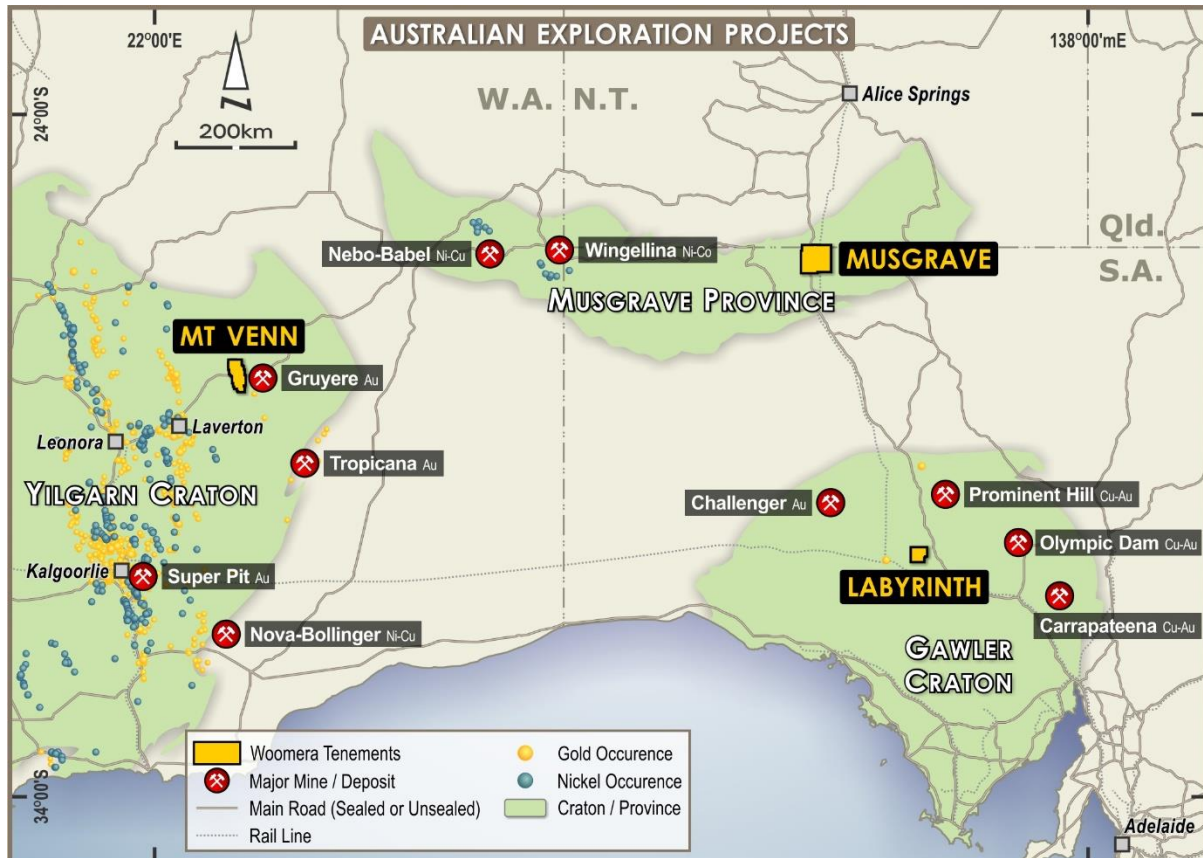 AUSTRALIAN EXPLORATION PROJECTS
22°00'E
138°00'mE
24°00'S
34°00'S
N
200km
W.A.
N.T.
Qld.
S.A.
Alice Springs
Nebo-Babel Ni-Cu
Wingellina Ni-Co
MUSGRAVE
MUSGRAVE PROVINCE
MT VENN
Gruyere Au
Laverton
Leonora
Tropicana Au
YILGARN CRATON
Kalgoorlie
Super Pit Au
Nova-Bollinger Ni-Cu
Challenger Au
Prominent Hill Cu-Au
Olympic Dam Cu-Au
LABYRINTH
Carrapateena Cu-Au
GAWLER
CRATON
Adelaide
Woomera Tenements
Major Mine / Deposit
Main Road (Sealed or Unsealed)
Rail Line
Gold Occurence
Nickel Occurence
Craton / Province